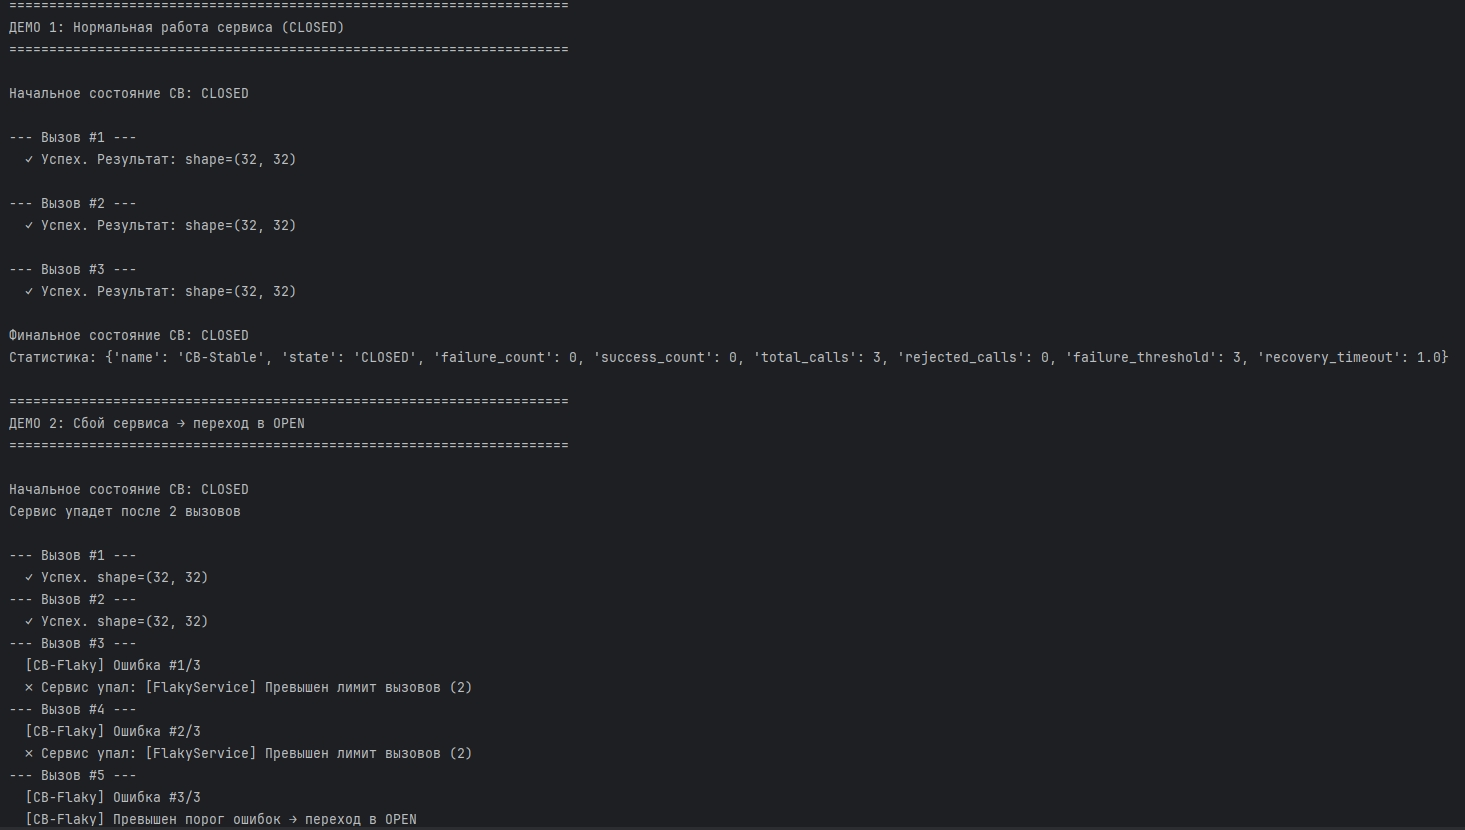 ======================================================================
ДЕМО 1: Нормальная работа сервиса (CLOSED)
======================================================================
Начальное состояние CB: CLOSED
--- Вызов #1 ---
✓ Успех. Результат: shape=(32, 32)
--- Вызов #2 ---
✓ Успех. Результат: shape=(32, 32)
--- Вызов #3 ---
✓ Успех. Результат: shape=(32, 32)
Финальное состояние CB: CLOSED
Статистика: {'name': 'CB-Stable', 'state': 'CLOSED', 'failure_count': 0, 'success_count': 0, 'total_calls': 3, 'rejected_calls': 0, 'failure_threshold': 3, 'recovery_timeout': 1.0}
======================================================================
ДЕМО 2: Сбой сервиса → переход в OPEN
======================================================================
Начальное состояние CB: CLOSED
Сервис упадет после 2 вызовов
--- Вызов #1 ---
✓ Успех. shape=(32, 32)
--- Вызов #2 ---
✓ Успех. shape=(32, 32)
--- Вызов #3 ---
[CB-Flaky] Ошибка #1/3
✕ Сервис упал: [FlakyService] Превышен лимит вызовов (2)
--- Вызов #4 ---
[CB-Flaky] Ошибка #2/3
✕ Сервис упал: [FlakyService] Превышен лимит вызовов (2)
--- Вызов #5 ---
[CB-Flaky] Ошибка #3/3
[CB-Flaky] Превышен порог ошибок → переход в OPEN